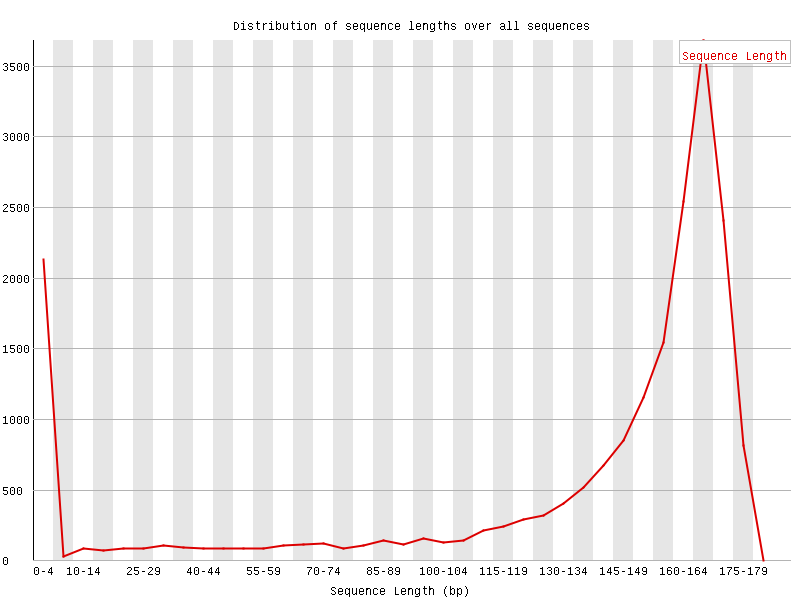 Distribution of sequence lengths over all sequences
Sequence Length
3500
3000
2500
2000
1500
1000
500
0
0-4 10-14 25-29 40-44 55-59 70-74 85-89 100-104 115-119 130-134 145-149 160-164 175-179
Sequence Length (bp)